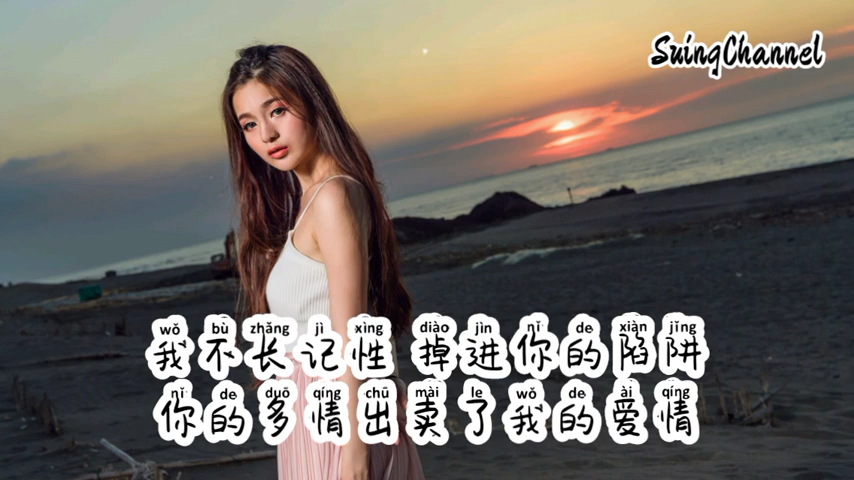 SuingChannel
wǒ bù zhǎng jì xìng diào jìn nǐ de xiàn jǐng
我不长记性 掉进你的陷阱
nǐ de duō qíng chū mài le wǒ de ài qíng
你的多情出卖了我的爱情